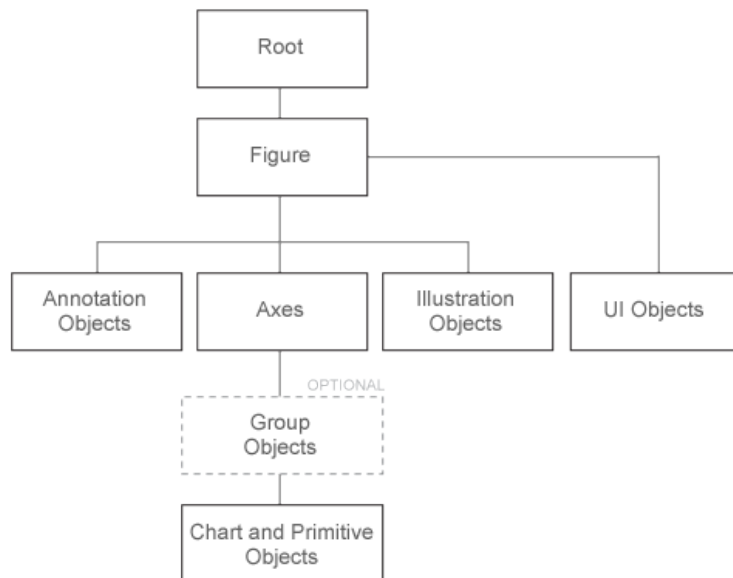 Root
Figure
Annotation
Objects
Axes
Illustration
Objects
UI Objects
OPTIONAL
Group
Objects
Chart and Primitive
Objects